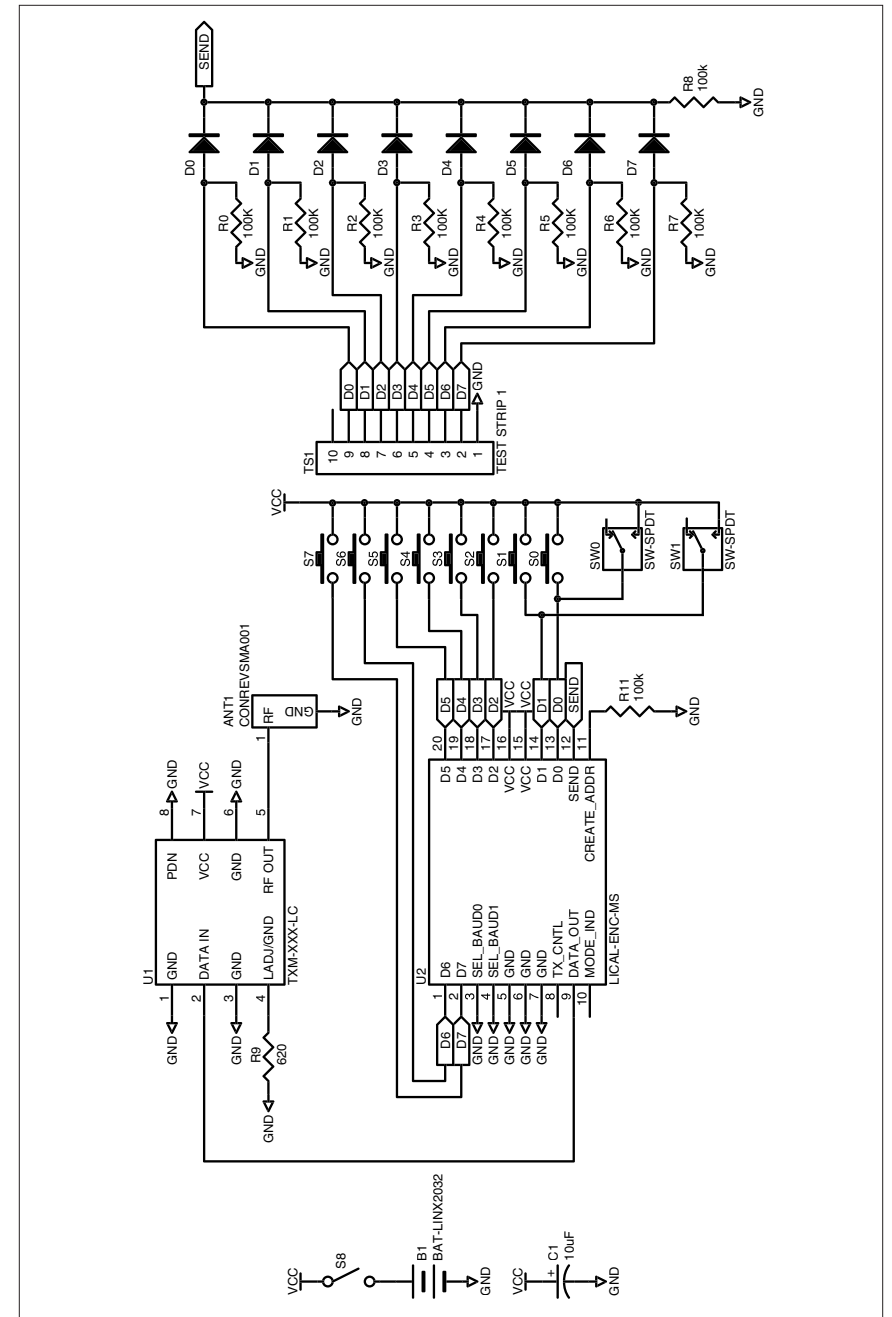 SEND
D0
D1
D2
D3
D4
D5
D6
D7
R8
100k
GND
R0
100K
GND
R1
100K
GND
R2
100K
GND
R3
100K
GND
R4
100K
GND
R5
100K
GND
R6
100K
GND
R7
100K
GND
D0
D1
D2
D3
D4
D5
D6
D7
GND
TS1
10
9
8
7
6
5
4
3
2
1
TEST STRIP 1
VCC
S7
S6
S5
S4
S3
S2
S1
S0
SW0
SW-SPDT
SW1
SW-SPDT
ANT1
CONREVSMA001
RF
GND
1
GND
GND
VCC
GND
8
7
6
5
U1
GND
DATA IN
GND
LADJ/GND
PDN
VCC
GND
RF OUT
TXM-XXX-LC
1
2
3
4
GND
GND
R9
620
GND
D5
D4
D3
D2
VCC
VCC
D1
D0
SEND
20
19
18
17
16
15
14
13
12
11
R11
100k
GND
U2
D6
D7
SEL_BAUD0
SEL_BAUD1
GND
GND
GND
TX_CNTL
DATA_OUT
MODE_IND
D5
D4
D3
D2
VCC
VCC
D1
D0
SEND
CREATE_ADDR
LICAL-ENC-MS
1
2
3
4
5
6
7
8
9
10
D6
D7
GND
GND
GND
GND
GND
VCC
S8
B1
BAT-LINX2032
GND
VCC
+
C1
10uF
GND